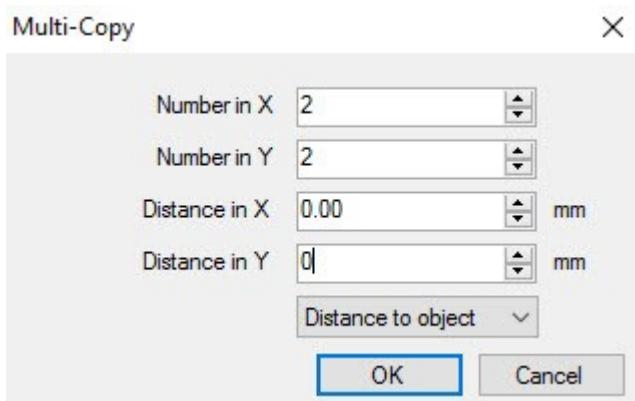 Multi-Copy
Number in X 2
Number in Y 2
Distance in X 0.00 mm
Distance in Y 0 mm
Distance to object
OK Cancel